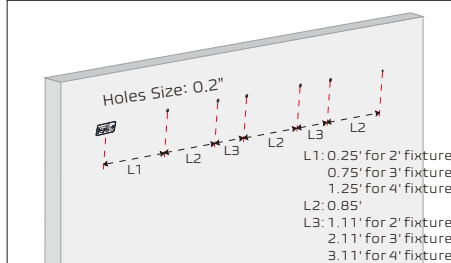 Holes Size: 0.2"
L1 L2 L3 L2 L3 L2
L1: 0.25' for 2' fixture
0.75' for 3' fixture
1.25' for 4' fixture
L2: 0.85'
L3: 1.11' for 2' fixture
2.11' for 3' fixture
3.11' for 4' fixture